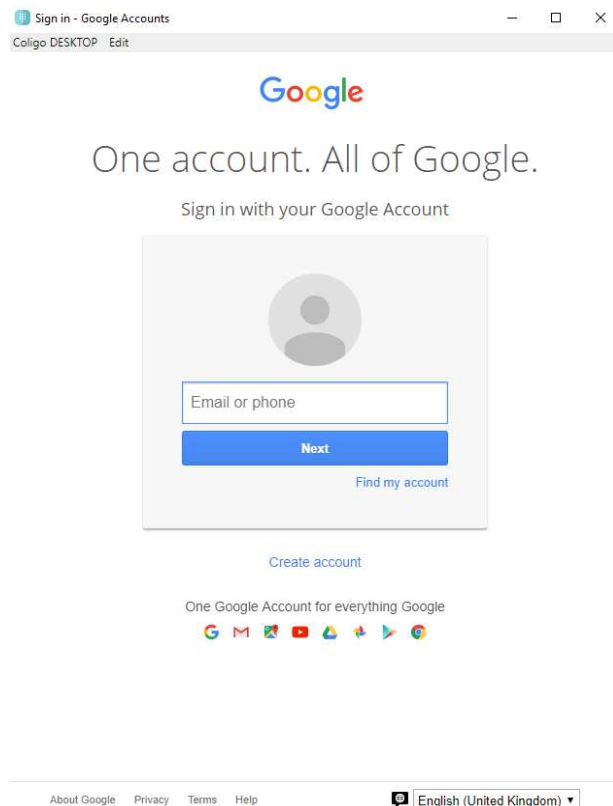 Sign in - Google Accounts
Coligo DESKTOP Edit
Google
One account. All of Google.
Sign in with your Google Account
Email or phone
Next
Find my account
Create account
One Google Account for everything Google
About Google Privacy Terms Help English (United Kingdom)